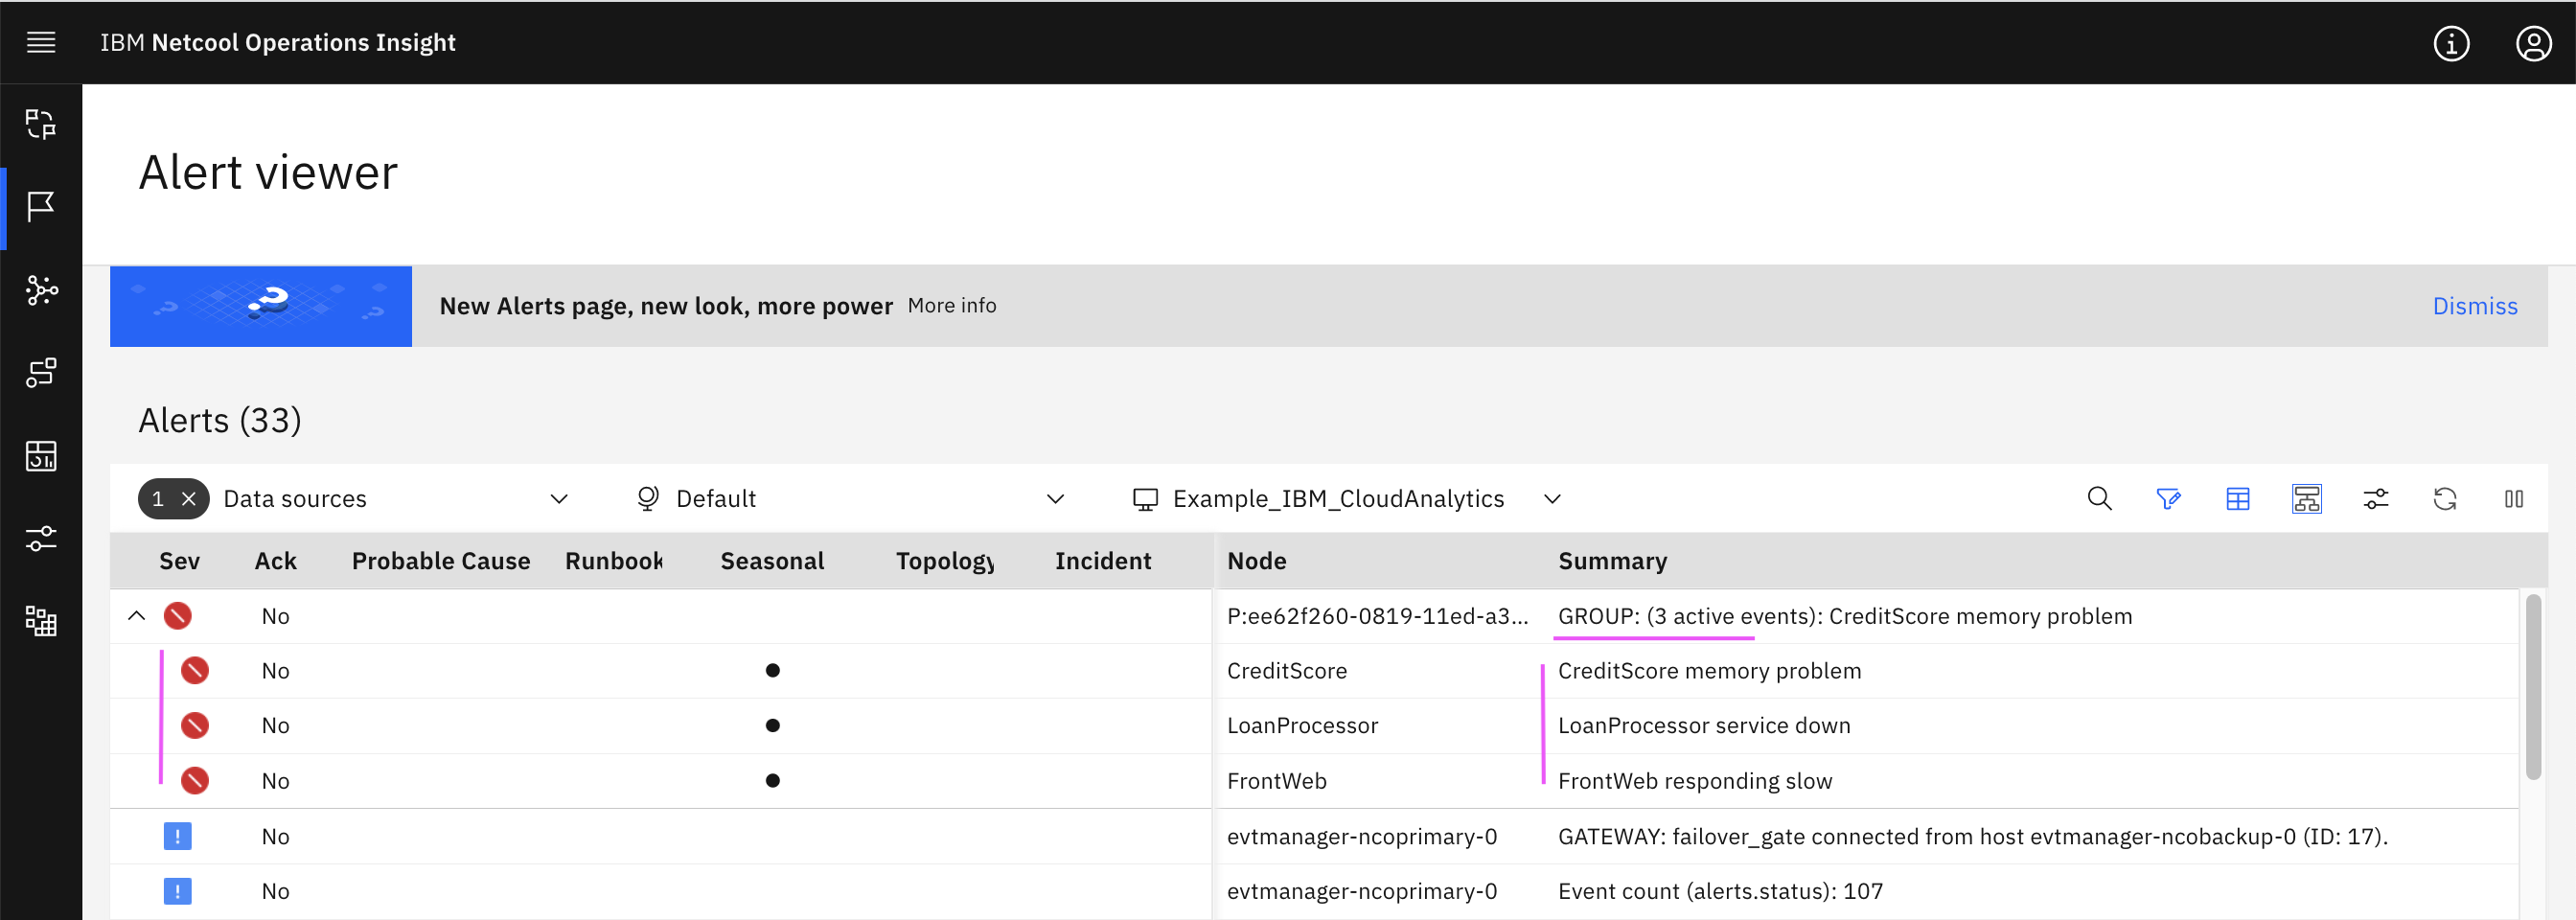 IBM Netcool Operations Insight
Alert viewer
New Alerts page, new look, more power More info Dismiss
Alerts (33)
1 Data sources Default Example_IBM_CloudAnalytics
Sev Ack Probable Cause Runbook Seasonal Topology Incident Node Summary
No P:ee62f260-0819-11ed-a3... GROUP: (3 active events): CreditScore memory problem
No CreditScore CreditScore memory problem
No LoanProcessor LoanProcessor service down
No FrontWeb FrontWeb responding slow
! No evtmanager-ncoprimary-0 GATEWAY: failover_gate connected from host evtmanager-ncobackup-0 (ID: 17).
! No evtmanager-ncoprimary-0 Event count (alerts.status): 107